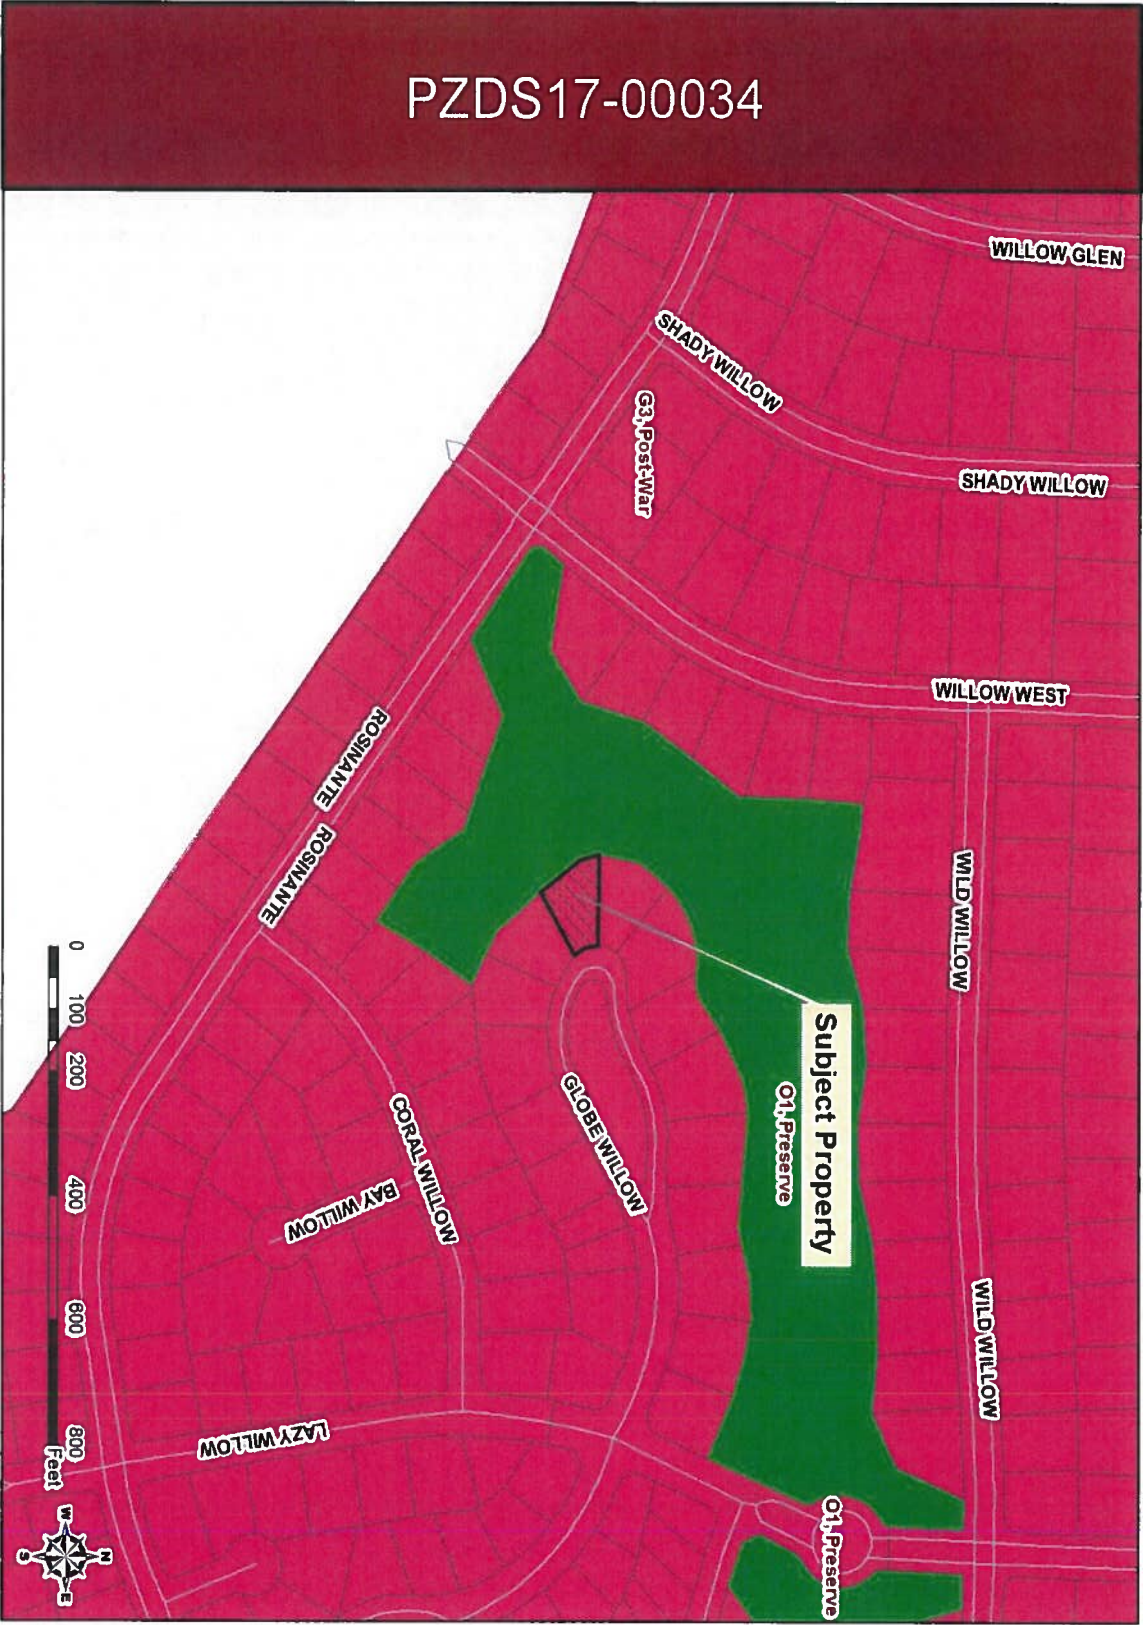 PZDS17-00034
WILLOW GLEN
SHADY WILLOW
SHADY WILLOW
G3, Post-War
WILLOW WEST
ROSINANTE
ROSINANTE
WILD WILLOW
Subject Property
O1, Preserve
GLOBE WILLOW
CORAL WILLOW
BAY WILLOW
WILD WILLOW
LAZY WILLOW
O1, Preserve
0 100 200 400 600 800
Feet
N
W E
S